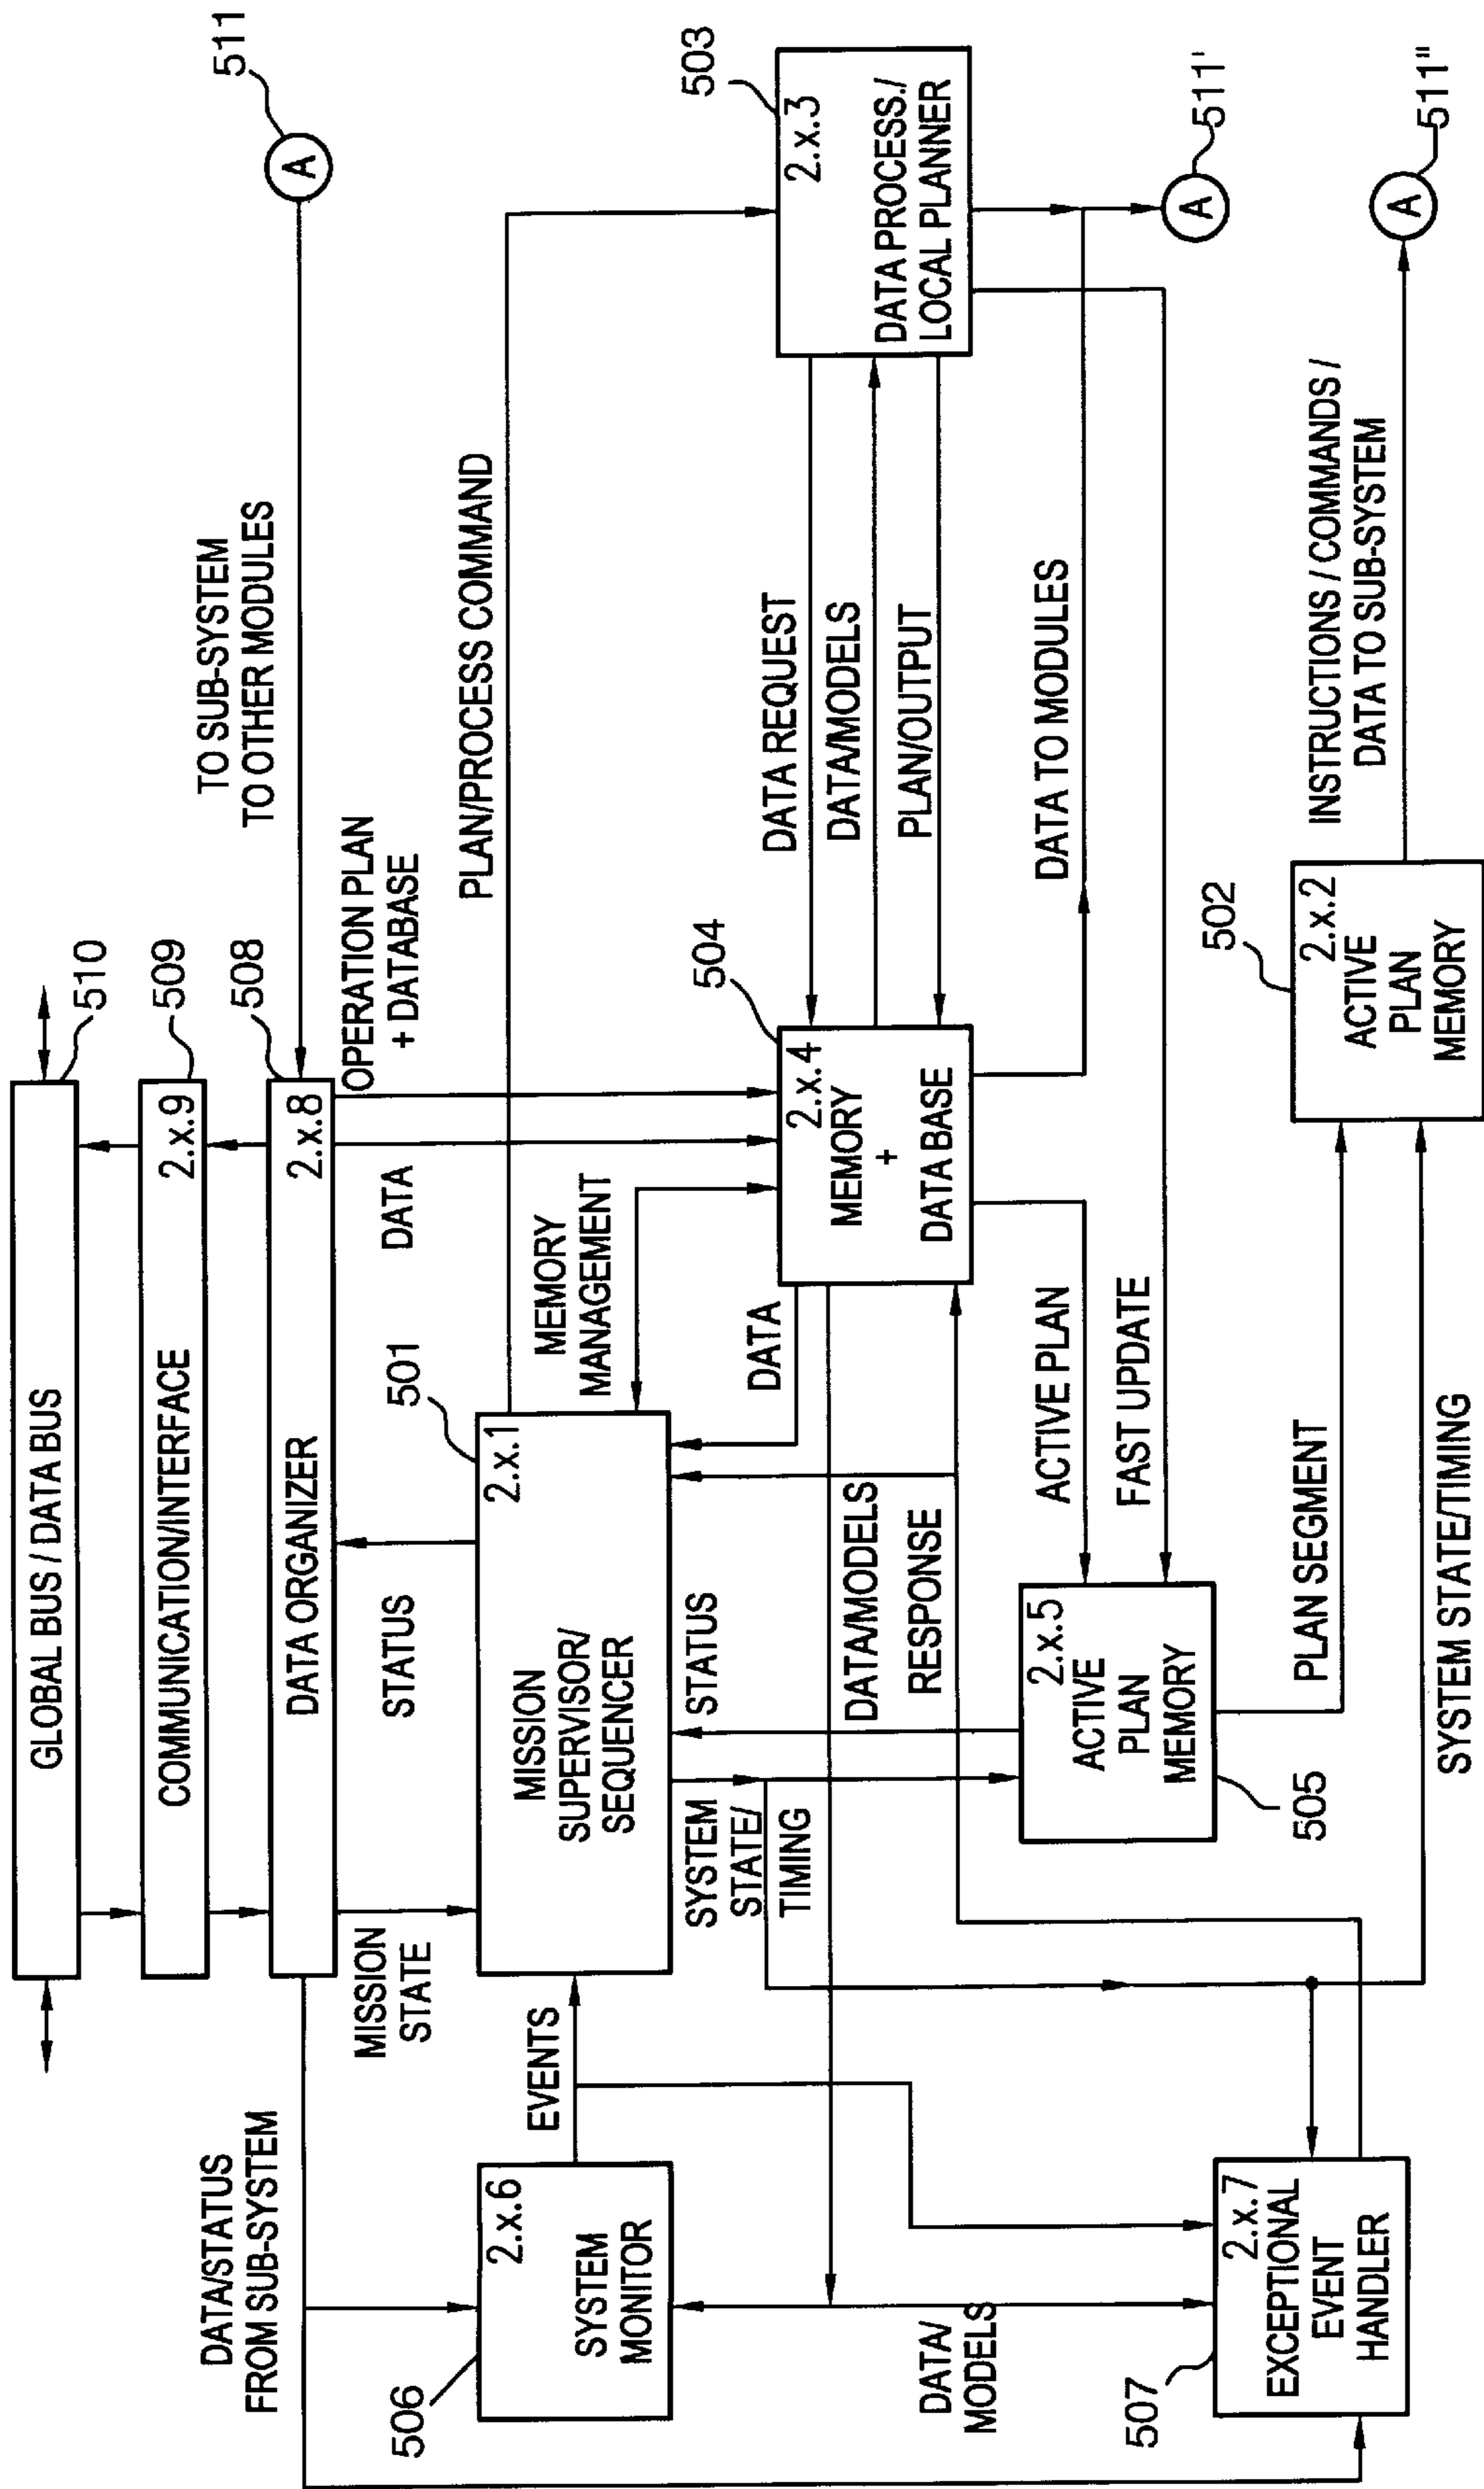 GLOBAL BUS / DATA BUS
510
COMMUNICATION/INTERFACE
2.x.9
509
DATA ORGANIZER
2.x.8
508
TO SUB-SYSTEM
TO OTHER MODULES
A
511
DATA/STATUS
FROM SUB-SYSTEM
MISSION
STATE
STATUS
DATA
OPERATION PLAN
+ DATABASE
PLAN/PROCESS COMMAND
506
2.x.6
SYSTEM
MONITOR
EVENTS
501
2.x.1
MISSION
SUPERVISOR/
SEQUENCER
MEMORY
MANAGEMENT
DATA
504
2.x.4
MEMORY
+
DATA BASE
DATA REQUEST
DATA/MODELS
PLAN/OUTPUT
503
2.x.3
DATA PROCESS./
LOCAL PLANNER
SYSTEM
STATE/
TIMING
STATUS
DATA/MODELS
RESPONSE
DATA TO MODULES
A
511'
DATA/
MODELS
505
2.x.5
ACTIVE
PLAN
MEMORY
ACTIVE PLAN
FAST UPDATE
507
2.x.7
EXCEPTIONAL
EVENT
HANDLER
PLAN SEGMENT
SYSTEM STATE/TIMING
502
2.x.2
ACTIVE
PLAN
MEMORY
INSTRUCTIONS / COMMANDS /
DATA TO SUB-SYSTEM
A
511"